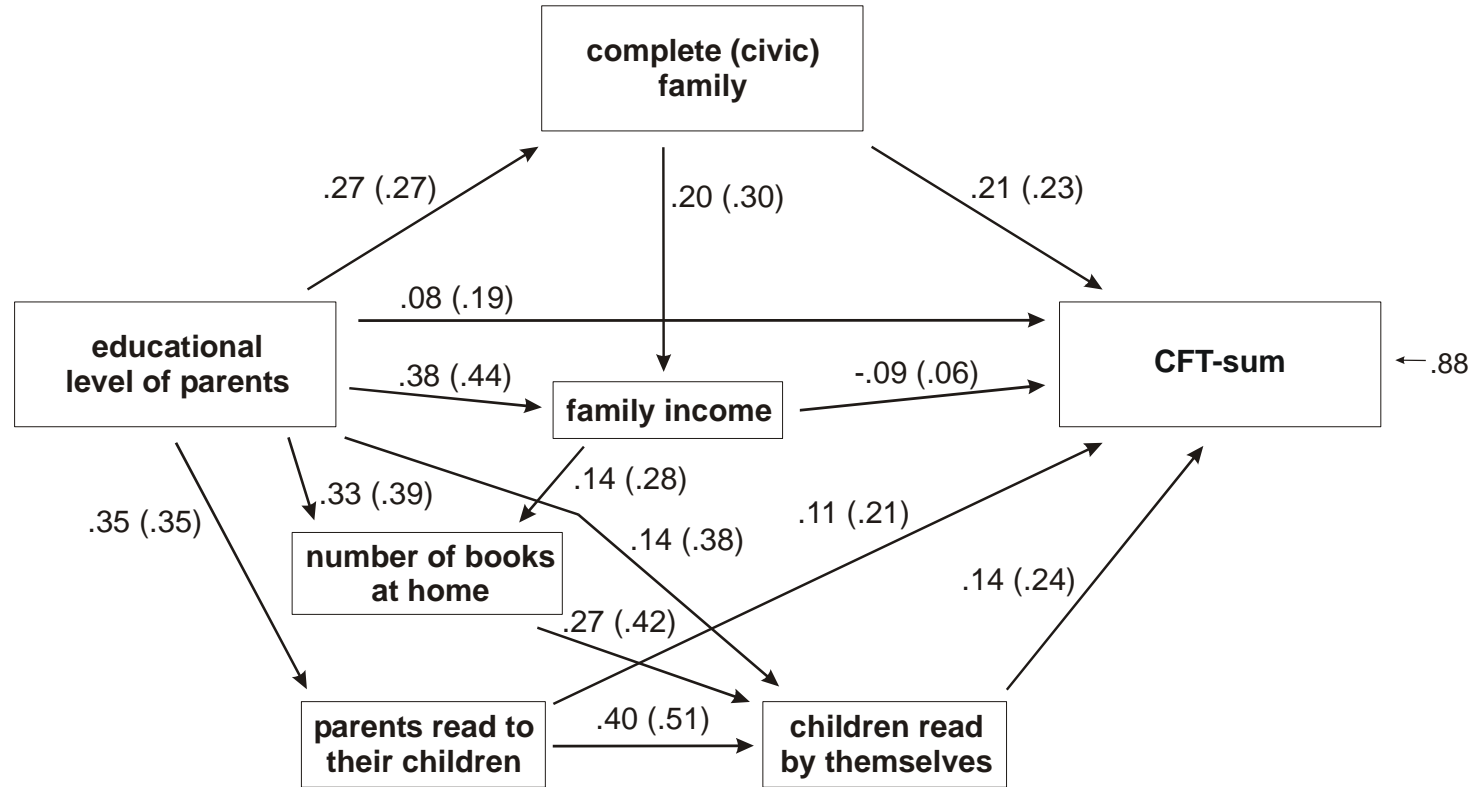 complete (civic)
family
.27 (.27)
.20 (.30)
.21 (.23)
.08 (.19)
educational
level of parents
CFT-sum
.88
.38 (.44)
-.09 (.06)
family income
.14 (.28)
.33 (.39)
.35 (.35)
.11 (.21)
.14 (.38)
number of books
at home
.14 (.24)
.27 (.42)
.40 (.51)
parents read to
their children
children read
by themselves